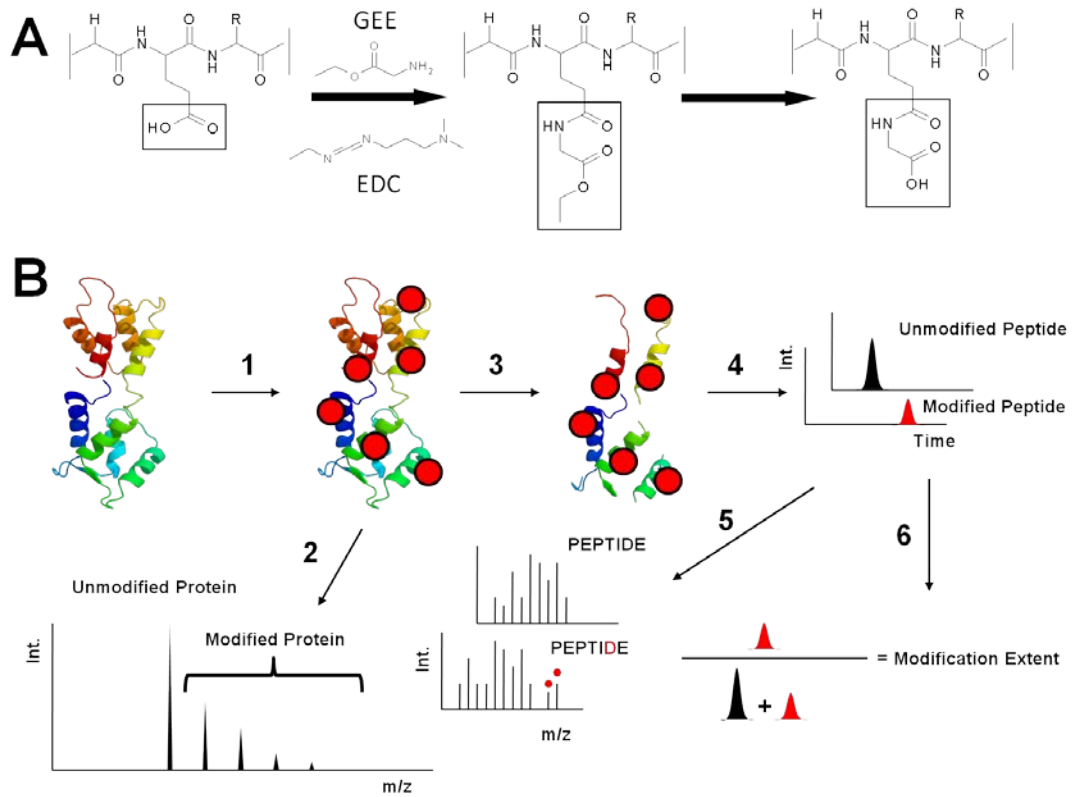 A
H
O
R
N
H
N
H
O
O
HO
O
GEE
O
O
NH2
N
N
N
EDC
H
O
R
N
H
N
H
O
O
HN
O
O
O
H
O
R
N
H
N
H
O
O
HN
O
O
OH
B
1
3
4
Int.
Unmodified Peptide
Modified Peptide
Time
2
5
6
Unmodified Protein
Modified Protein
Int.
m/z
PEPTIDE
PEPTIDE
Int.
m/z
+
= Modification Extent